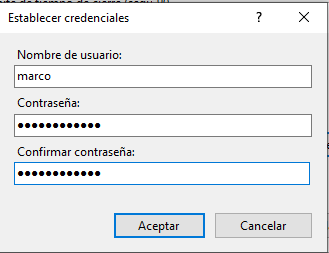 Establecer credenciales ? ×
Nombre de usuario:
marco
Contraseña:
●●●●●●●●●●●●
Confirmar contraseña:
●●●●●●●●●●●●
Aceptar Cancelar